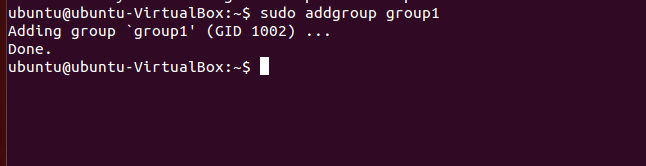 ubuntu@ubuntu-VirtualBox:~$ sudo addgroup group1
Adding group `group1' (GID 1002) ...
Done.
ubuntu@ubuntu-VirtualBox:~$